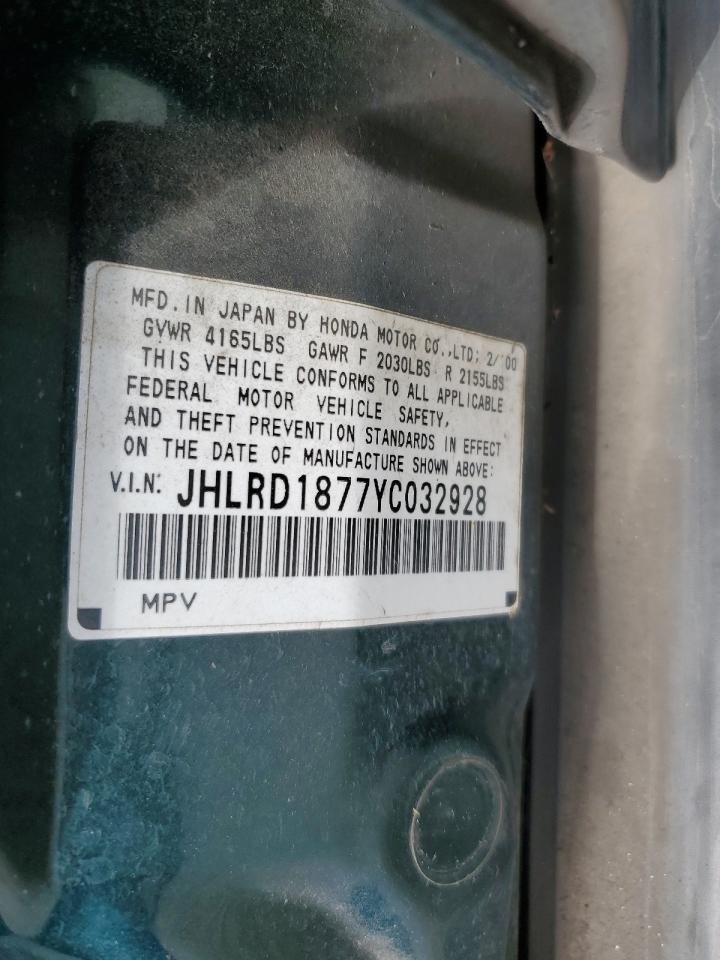 MFD. IN JAPAN BY HONDA MOTOR CO.,LTD; 2/'00
GVWR 4165LBS GAWR F 2030LBS R 2155LBS
THIS VEHICLE CONFORMS TO ALL APPLICABLE
FEDERAL MOTOR VEHICLE SAFETY,
AND THEFT PREVENTION STANDARDS IN EFFECT
ON THE DATE OF MANUFACTURE SHOWN ABOVE:
V.I.N: JHLRD1877YC032928
MPV